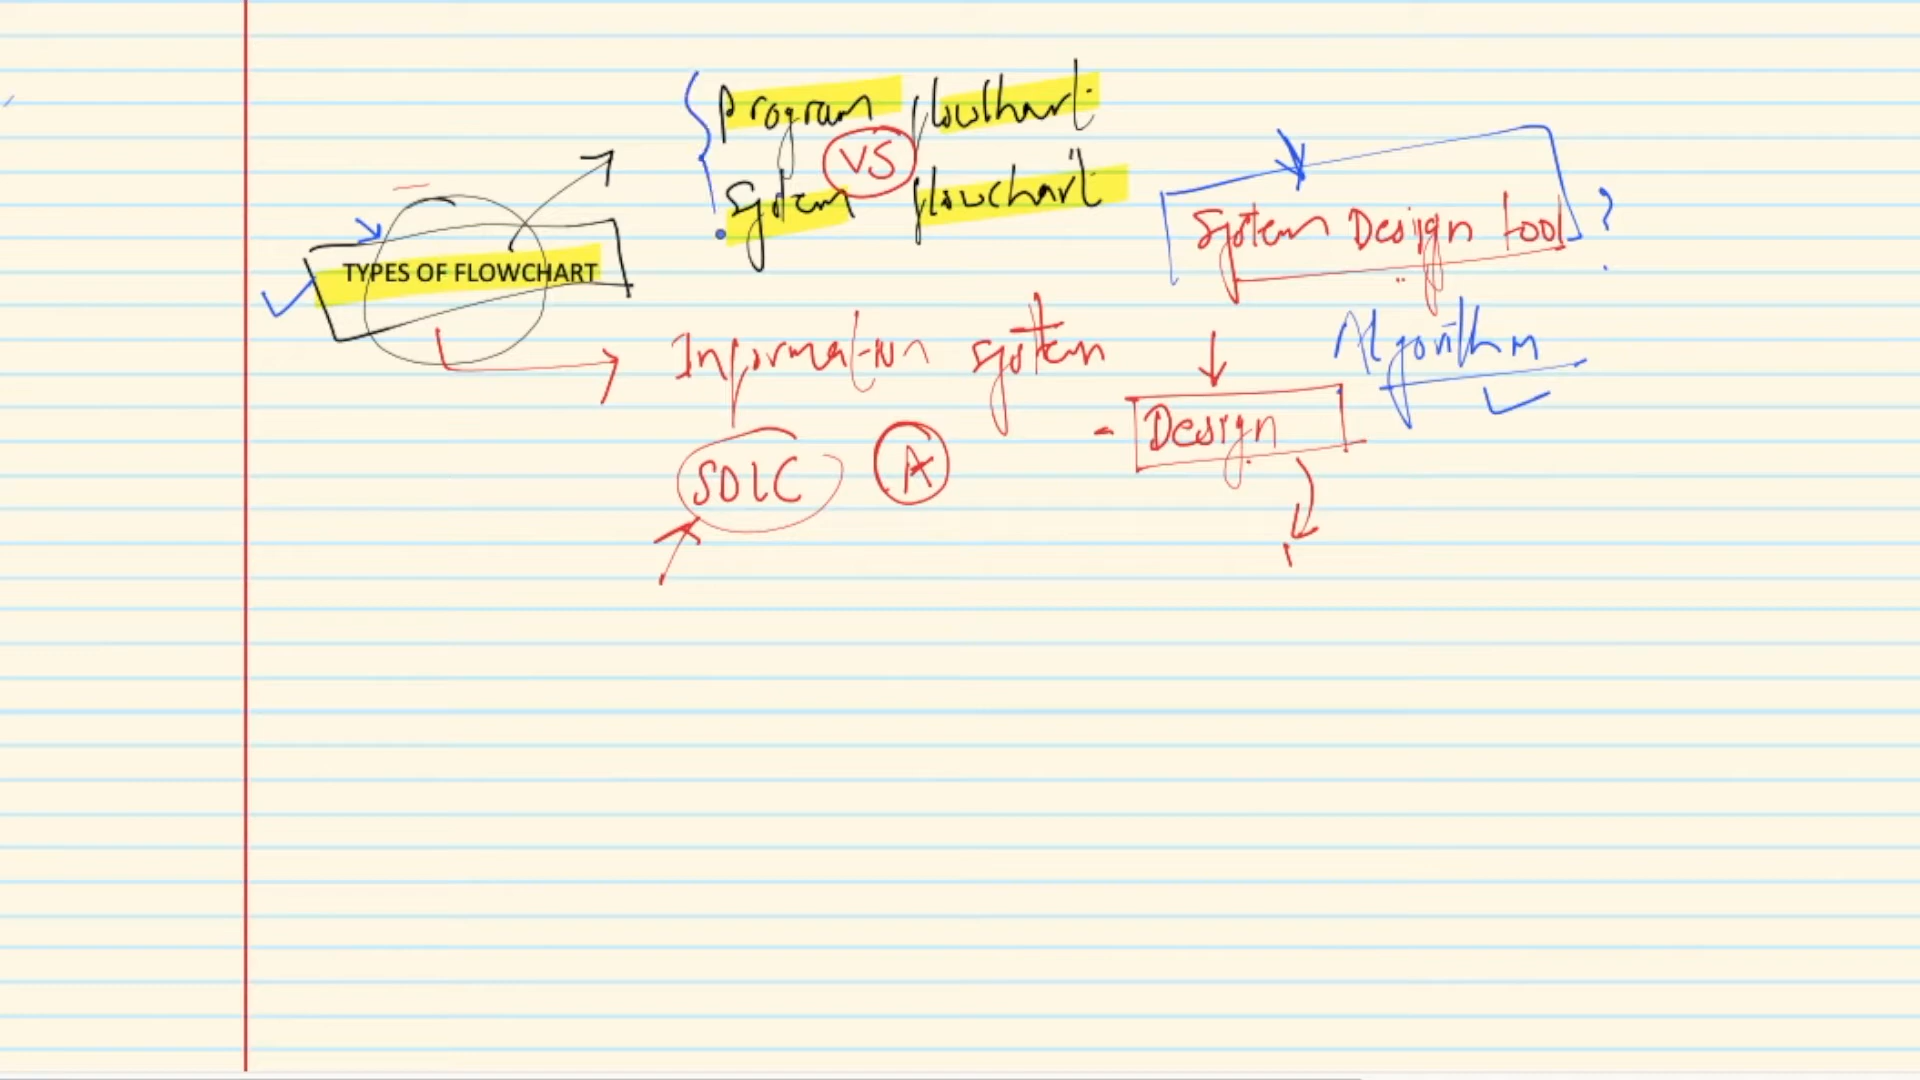 Program flowchart
VS
System flowchart
System Design tool ?
TYPES OF FLOWCHART
Information system
Algorithm
Design
SDLC A